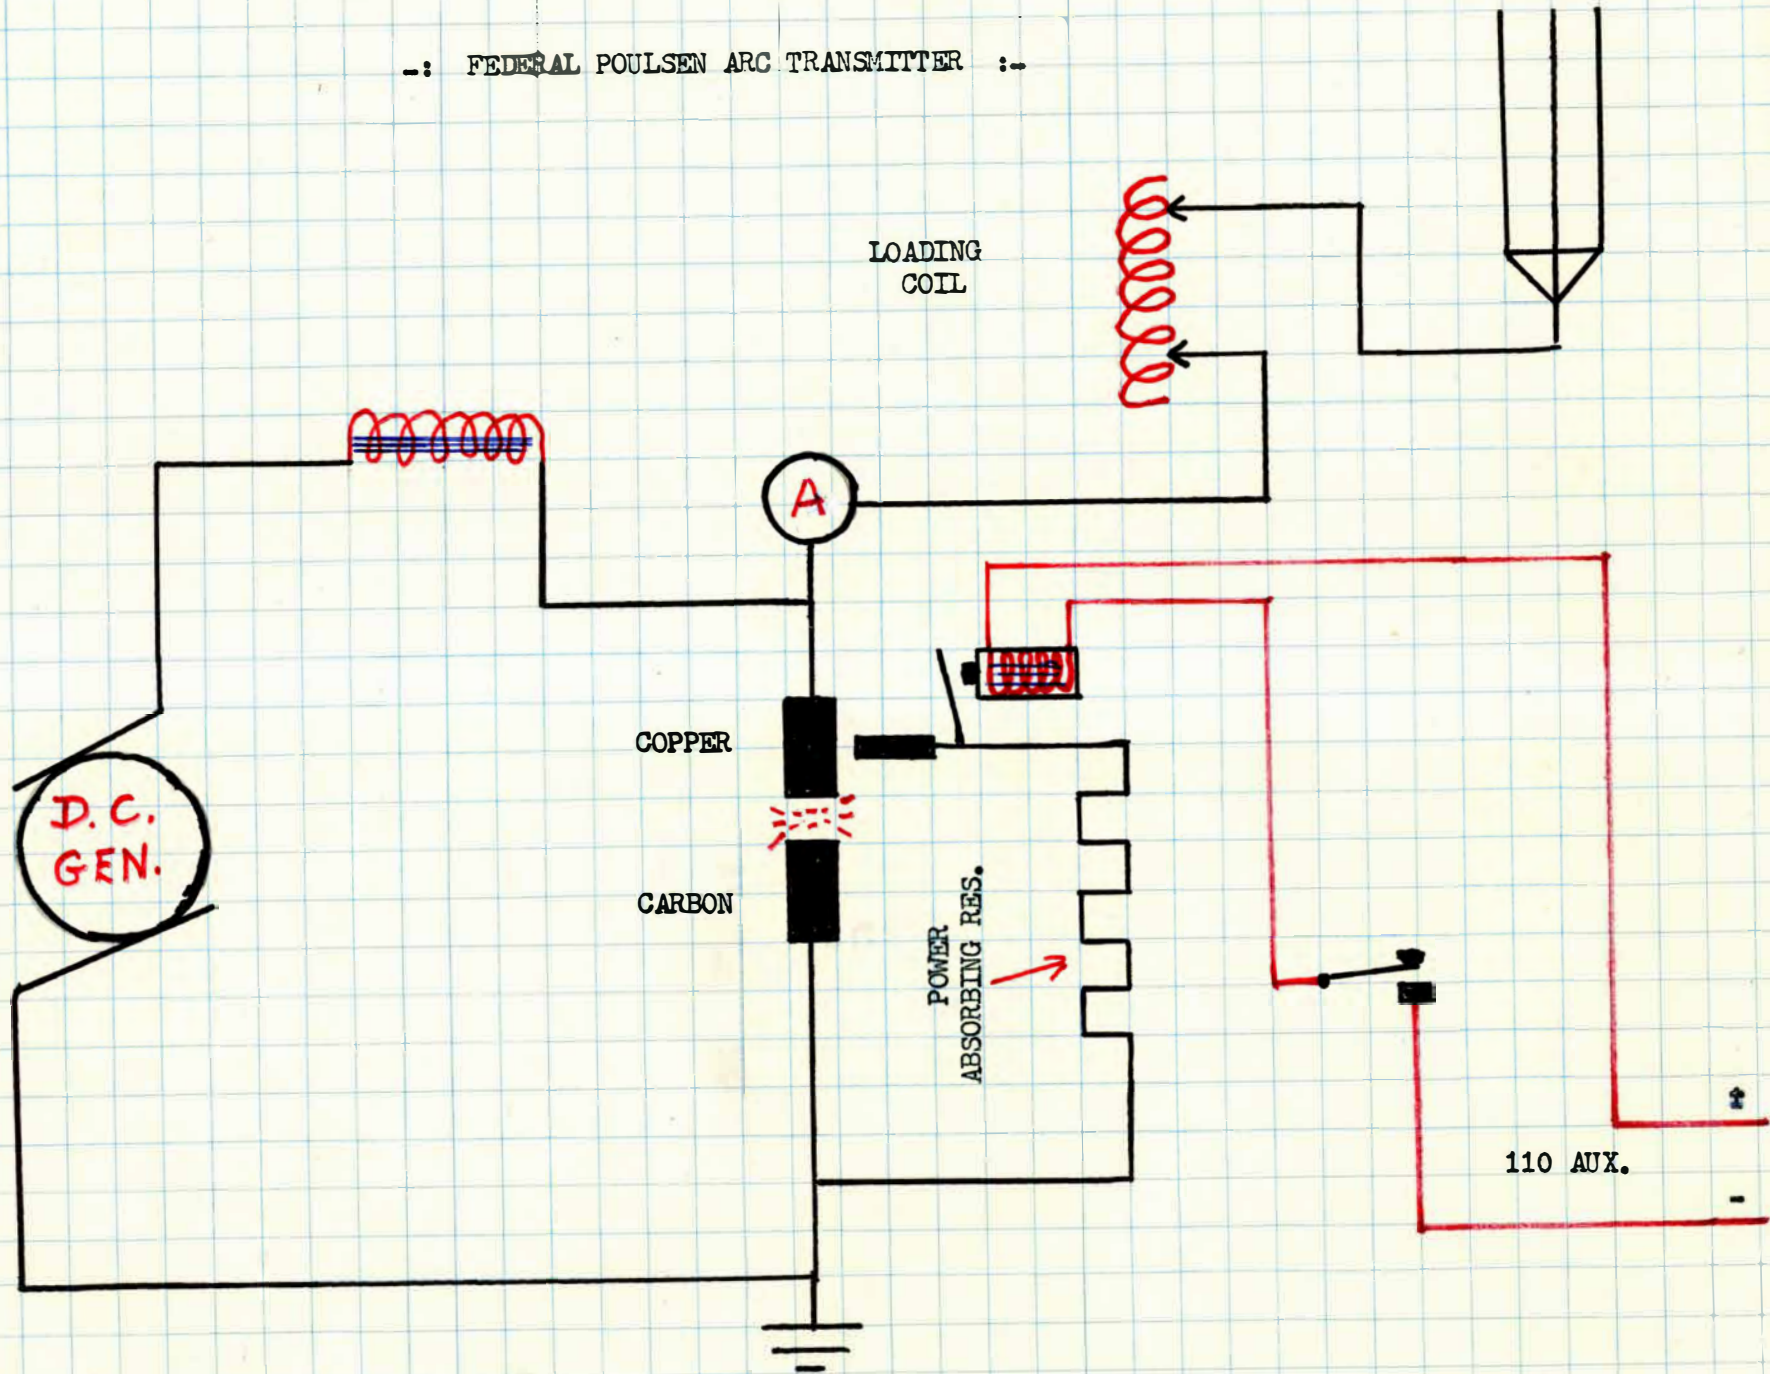 -: FEDERAL POULSEN ARC TRANSMITTER :-
LOADING
COIL
A
COPPER
D.C.
GEN.
CARBON
POWER
ABSORBING RES.
+
110 AUX.
-